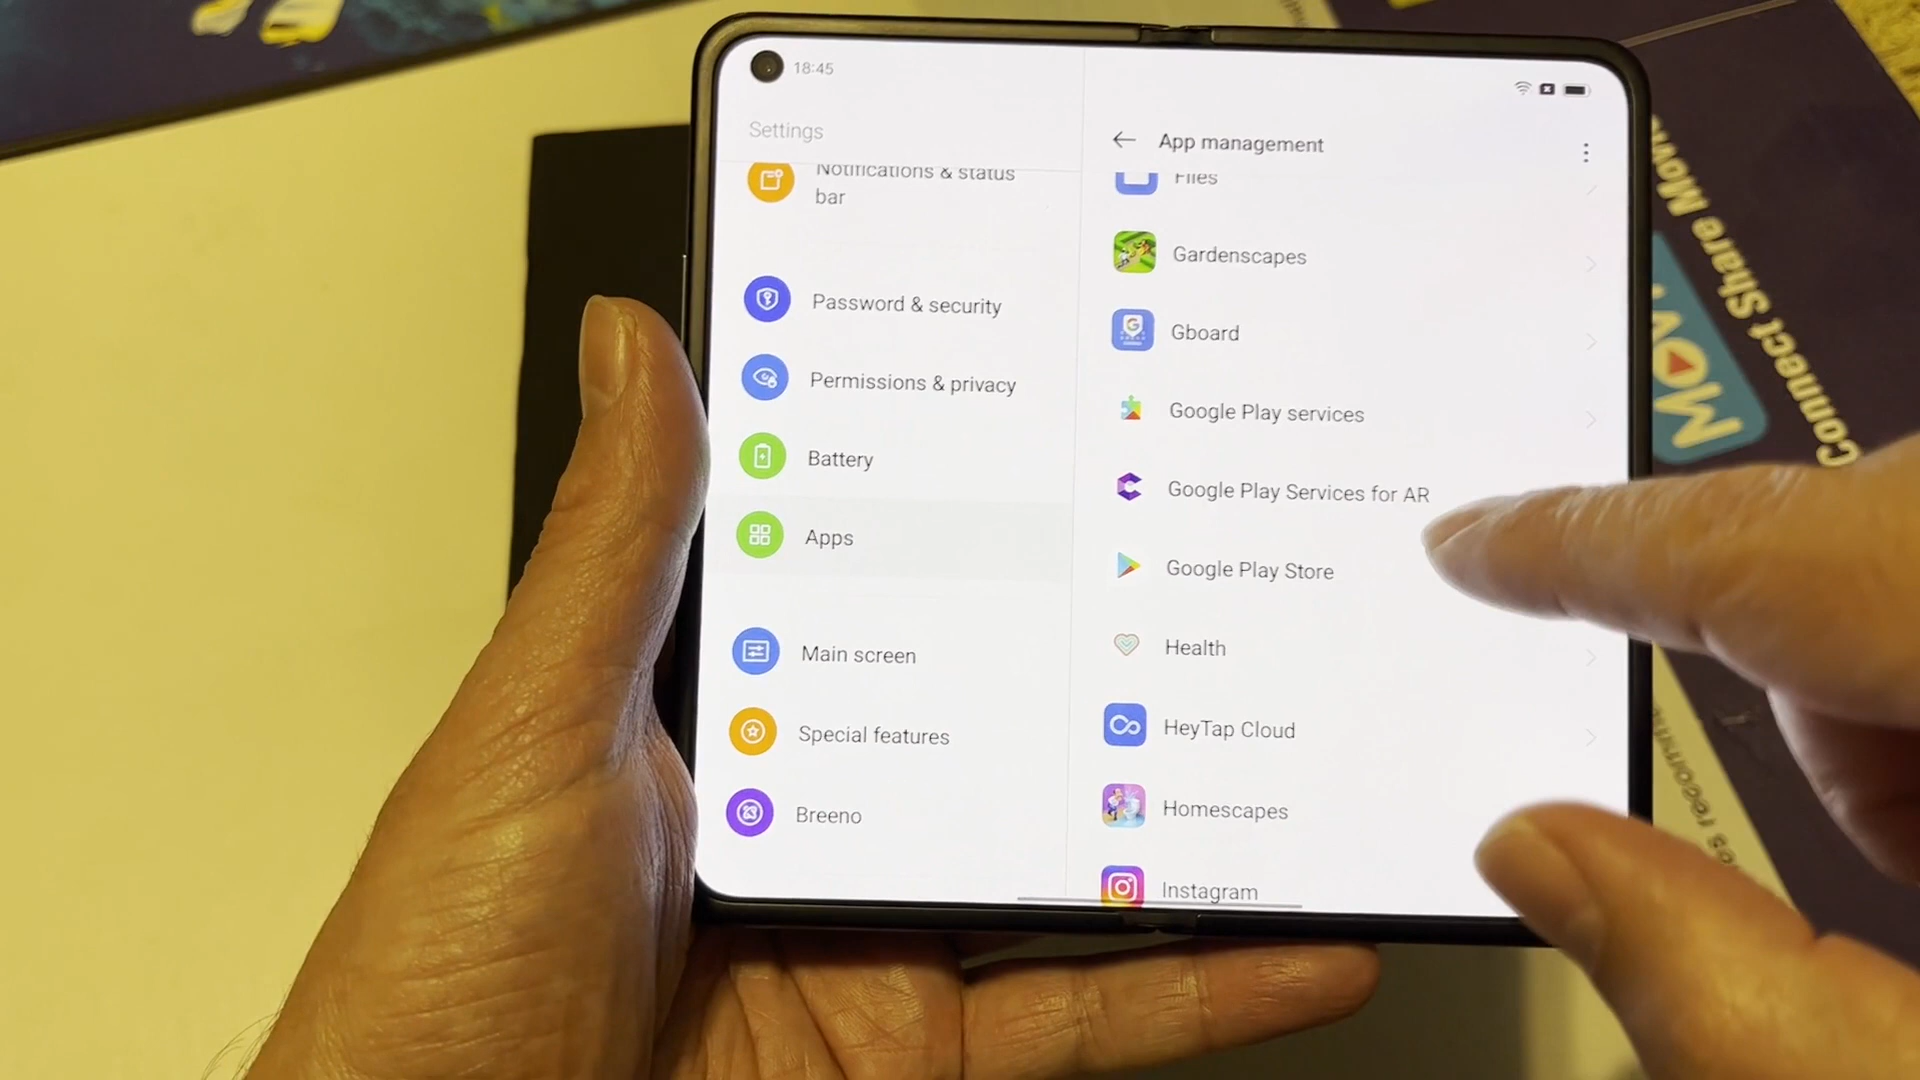 18:45
Settings
Notifications & status
bar
Password & security
Permissions & privacy
Battery
Apps
Main screen
Special features
Breeno
App management
Files
Gardenscapes
Gboard
Google Play services
Google Play Services for AR
Google Play Store
Health
HeyTap Cloud
Homescapes
Instagram
Connect Share Movi
Mov